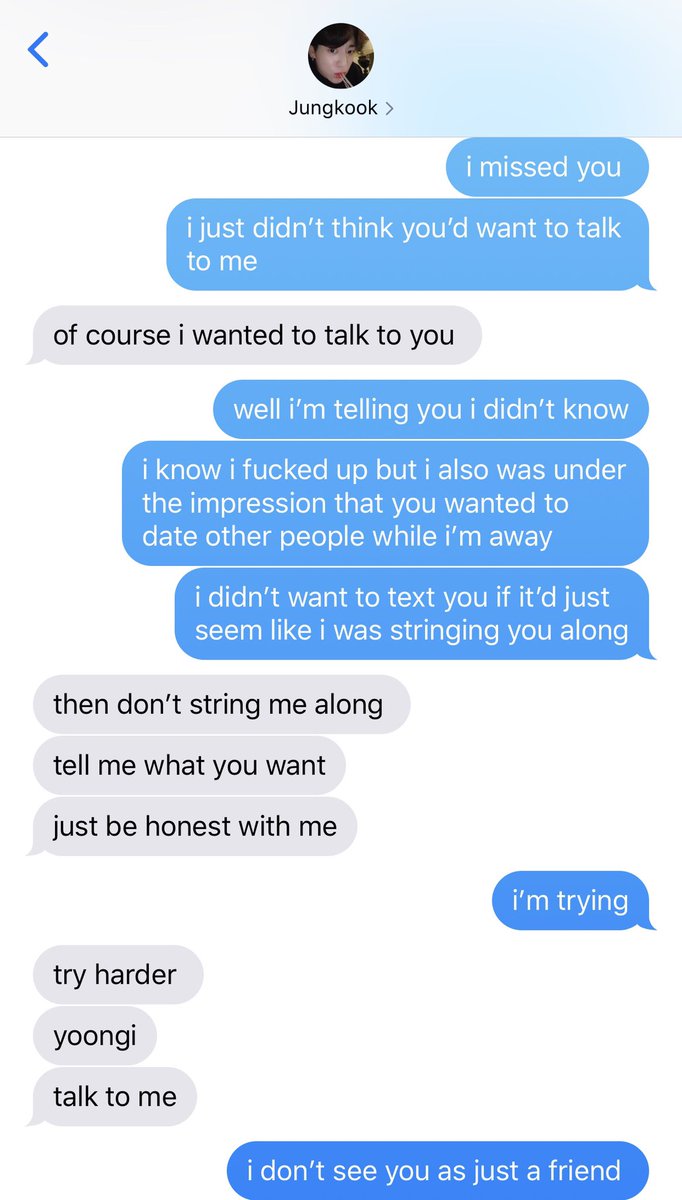 Jungkook
i missed you
i just didn’t think you’d want to talk
to me
of course i wanted to talk to you
well i’m telling you i didn’t know
i know i fucked up but i also was under
the impression that you wanted to
date other people while i’m away
i didn’t want to text you if it’d just
seem like i was stringing you along
then don’t string me along
tell me what you want
just be honest with me
i’m trying
try harder
yoongi
talk to me
i don’t see you as just a friend